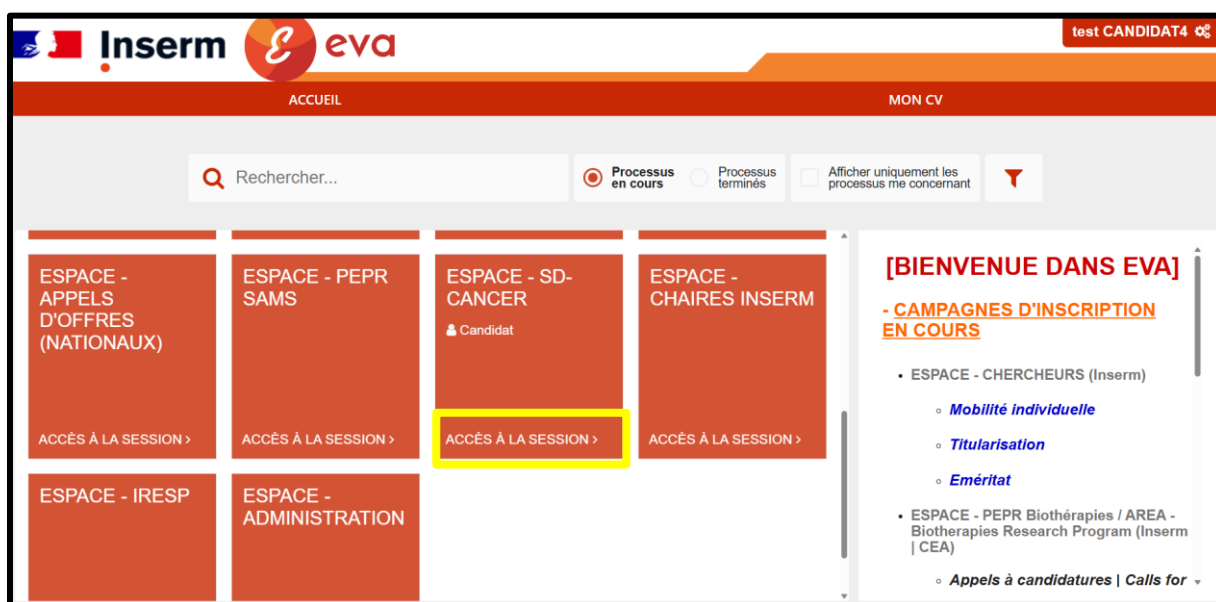 Inserm
eva
test CANDIDAT4
ACCUEIL
MON CV
Rechercher...
Processus
en cours
Processus
terminés
Afficher uniquement les
processus me concernant
ESPACE -
APPELS
D'OFFRES
(NATIONAUX)
ACCÈS À LA SESSION >
ESPACE - PEPR
SAMS
ACCÈS À LA SESSION >
ESPACE - SD-
CANCER
Candidat
ACCÈS À LA SESSION >
ESPACE -
CHAIRES INSERM
ACCÈS À LA SESSION >
ESPACE - IRESP
ESPACE -
ADMINISTRATION
[BIENVENUE DANS EVA]
- CAMPAGNES D'INSCRIPTION
EN COURS
• ESPACE - CHERCHEURS (Inserm)
◦ Mobilité individuelle
◦ Titularisation
◦ Eméritat
• ESPACE - PEPR Biothérapies / AREA -
Biotherapies Research Program (Inserm
| CEA)
◦ Appels à candidatures | Calls for